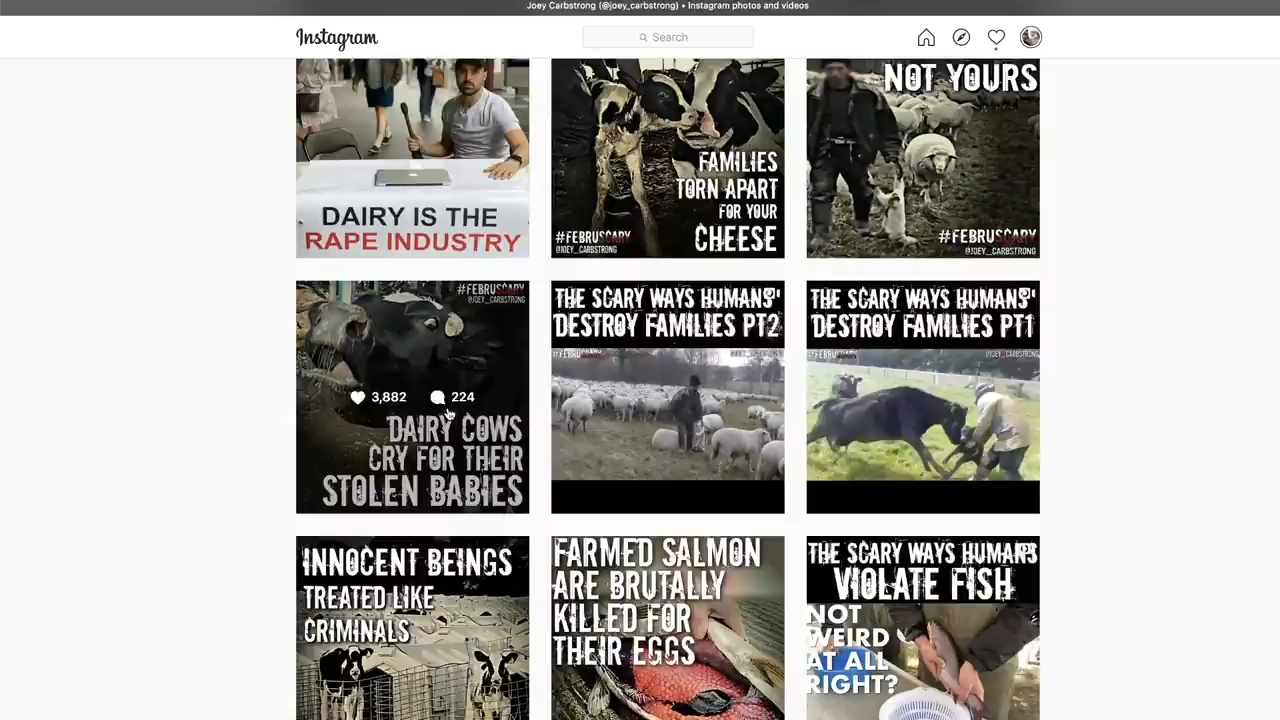 Joey Carbstrong (@joey_carbstrong) • Instagram photos and videos
Instagram
Search
DAIRY IS THE
RAPE INDUSTRY
FAMILIES
TORN APART
FOR YOUR
CHEESE
#FEBRUSCARY
@JOEY_CARBSTRONG
NOT YOURS
#FEBRUSCARY
@JOEY_CARBSTRONG
#FEBRUSCARY
@JOEY_CARBSTRONG
3,882
224
DAIRY COWS
CRY FOR THEIR
STOLEN BABIES
THE SCARY WAYS HUMANS
DESTROY FAMILIES PT2
#FEBRUSCARY
@JOEY_CARBSTRONG
THE SCARY WAYS HUMANS
DESTROY FAMILIES PT1
#FEBRUSCARY
@JOEY_CARBSTRONG
INNOCENT BEINGS
TREATED LIKE
CRIMINALS
FARMED SALMON
ARE BRUTALLY
KILLED FOR
THEIR EGGS
THE SCARY WAYS HUMANS
VIOLATE FISH
NOT
WEIRD
AT ALL
RIGHT?